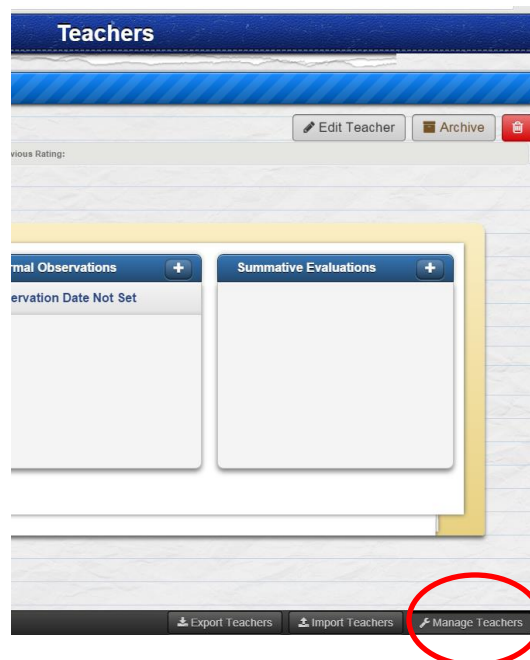 Teachers
Edit Teacher Archive
vious Rating:
rmal Observations + Summative Evaluations +
ervation Date Not Set
Export Teachers Import Teachers Manage Teachers